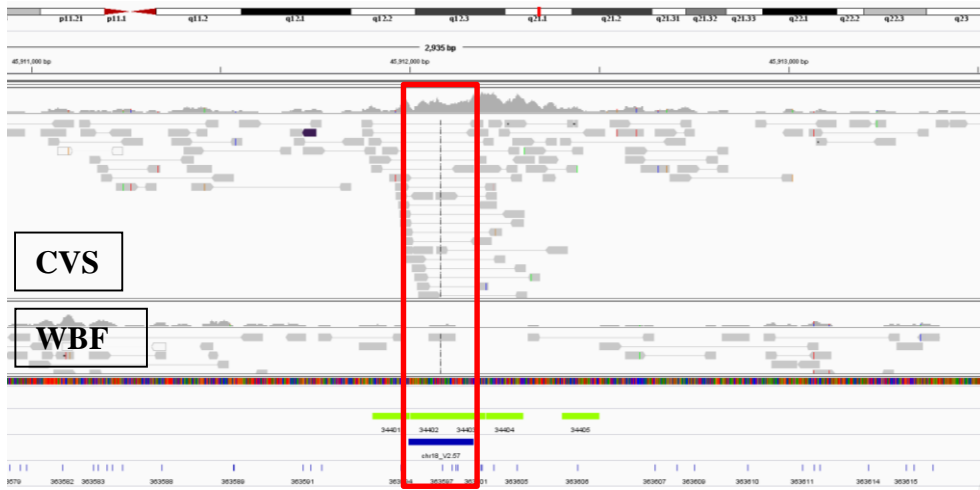 p11.21 p11.1 q11.2 q12.1 q12.2 q12.3 q21.1 q21.2 q21.31 q21.32 q21.33 q22.1 q22.2 q22.3 q23
2,935 bp
45,911,000 bp 45,912,000 bp 45,913,000 bp
CVS
WBF
34401 34402 34403 34404 34405
chr18_V2.57
363582 363583 363588 363589 363591 363597 363605 363606 363607 363609 363610 363611 363614 363615